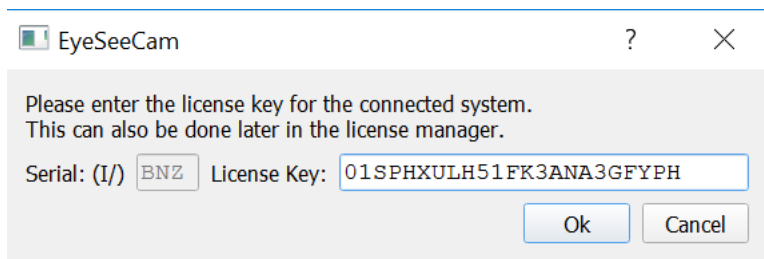 EyeSeeCam
Please enter the license key for the connected system.
This can also be done later in the license manager.
Serial: (I/) BNZ License Key: 01SPHXULH51FK3ANA3GFYPH
Ok Cancel